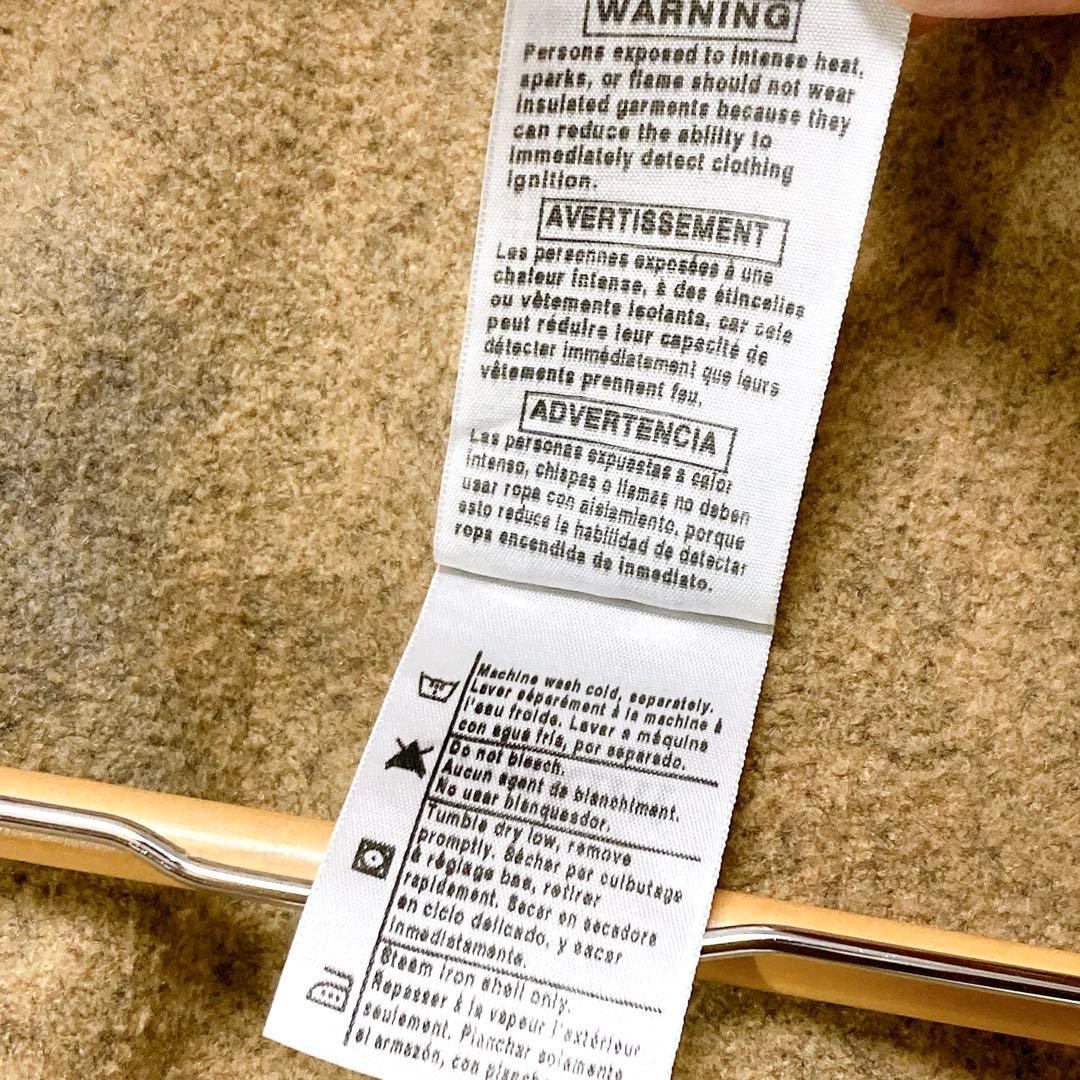 WARNING
Persons exposed to intense heat,
sparks, or flame should not wear
insulated garments because they
can reduce the ability to
immediately detect clothing
ignition.
AVERTISSEMENT
Les personnes exposées à une
chaleur intense, à des étincelles
ou vêtements isolants, car cela
peut réduire leur capacité de
détecter immédiatement que leurs
vêtements prennent feu.
ADVERTENCIA
Las personas expuestas a calor
intenso, chispas o llamas no deben
usar ropa con aislamiento, porque
esto reduce la habilidad de detectar
ropa encendida de inmediato.
Machine wash cold, separately.
Laver séparément à la machine à
l'eau froide. Lavar a máquina
con agua fría, por separado.
Do not bleach.
Aucun agent de blanchiment.
No usar blanqueador.
Tumble dry low, remove
promptly. Sécher par culbutage
à réglage bas, retirer
rapidement. Secar en secadora
en ciclo delicado, y sacar
inmediatamente.
Steam iron shell only.
Repasser à la vapeur l'extérieur
seulement. Planchar solamente
el armazón, con